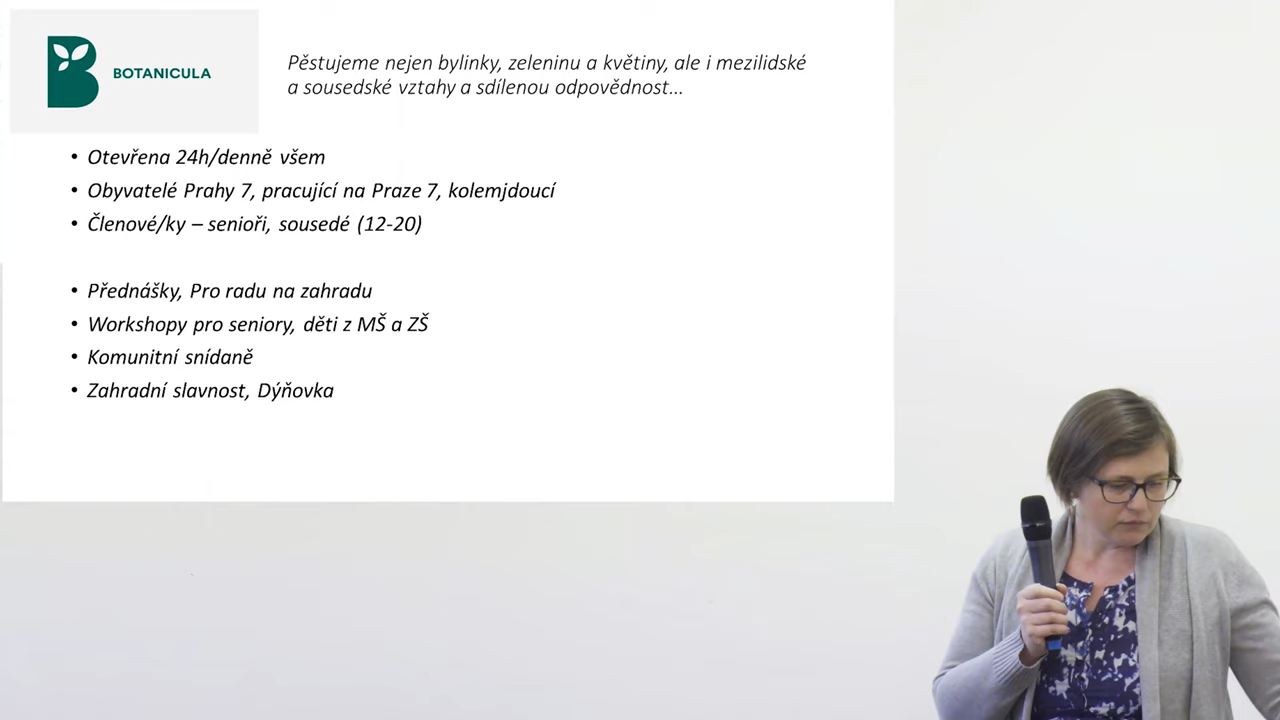 BOTANICULA
Pěstujeme nejen bylinky, zeleninu a květiny, ale i mezilidské
a sousedské vztahy a sdílenou odpovědnost...
• Otevřena 24h/denně všem
• Obyvatelé Prahy 7, pracující na Praze 7, kolemjdoucí
• Členové/ky – senioři, sousedé (12-20)
• Přednášky, Pro radu na zahradu
• Workshopy pro seniory, děti z MŠ a ZŠ
• Komunitní snídaně
• Zahradní slavnost, Dýňovka